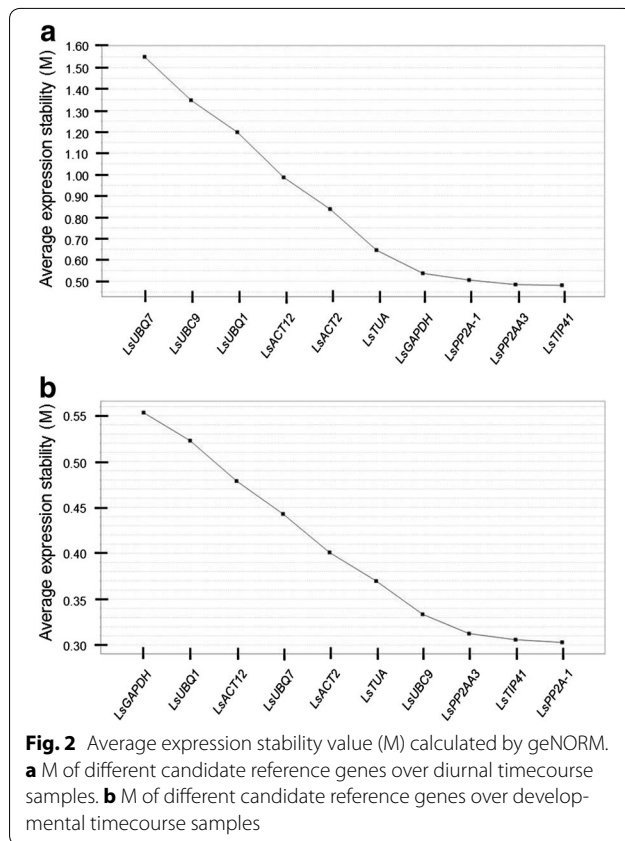 a
Average expression stability (M)
1.60
1.50
1.40
1.30
1.20
1.10
1.00
0.90
0.80
0.70
0.60
0.50
LsUBQ7
LsUBC9
LsUBQ1
LsACT12
LsACT2
LsTUA
LsGAPDH
LsPP2A-1
LsPP2AA3
LsTIP41
b
Average expression stability (M)
0.55
0.50
0.45
0.40
0.35
0.30
LsGAPDH
LsUBQ1
LsACT12
LsUBQ7
LsACT2
LsTUA
LsUBC9
LsPP2AA3
LsTIP41
LsPP2A-1
Fig. 2 Average expression stability value (M) calculated by geNORM.
a M of different candidate reference genes over diurnal timecourse
samples. b M of different candidate reference genes over develop-
mental timecourse samples